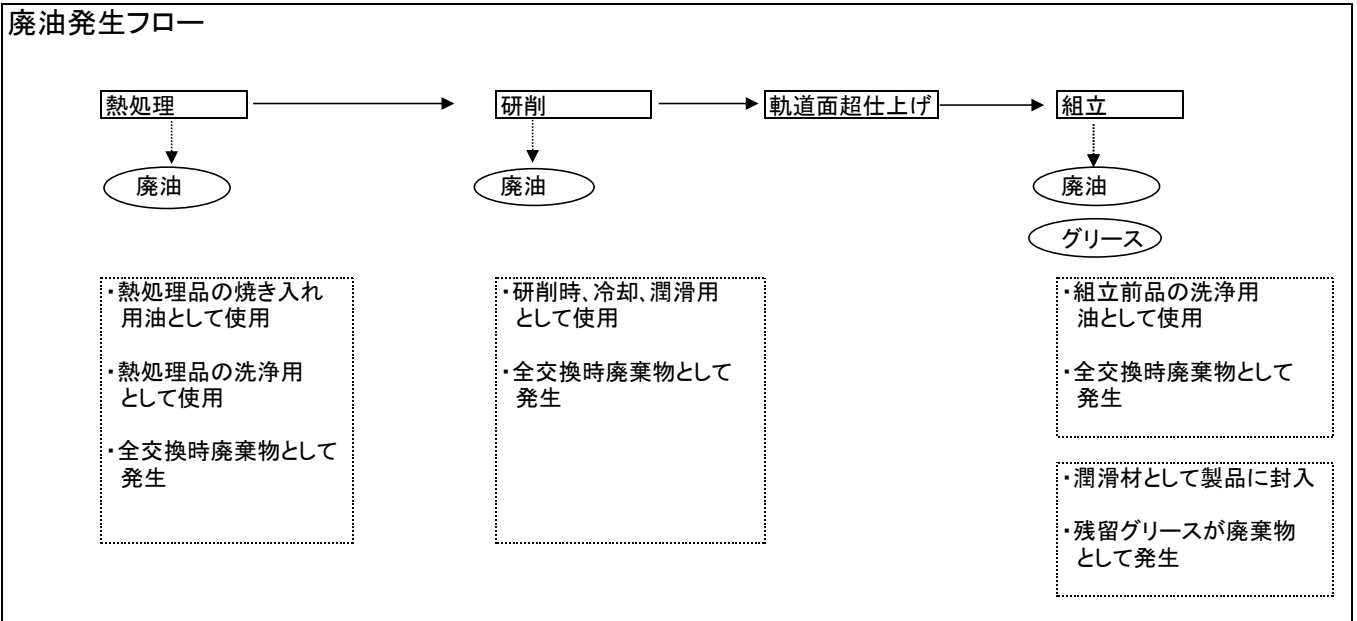 廃油発生フロー
熱処理
研削
軌道面超仕上げ
組立
廃油
廃油
廃油
グリース
・熱処理品の焼き入れ
用油として使用
・熱処理品の洗浄用
として使用
・全交換時廃棄物として
発生
・研削時、冷却、潤滑用
として使用
・全交換時廃棄物として
発生
・組立前品の洗浄用
油として使用
・全交換時廃棄物として
発生
・潤滑材として製品に封入
・残留グリースが廃棄物
として発生